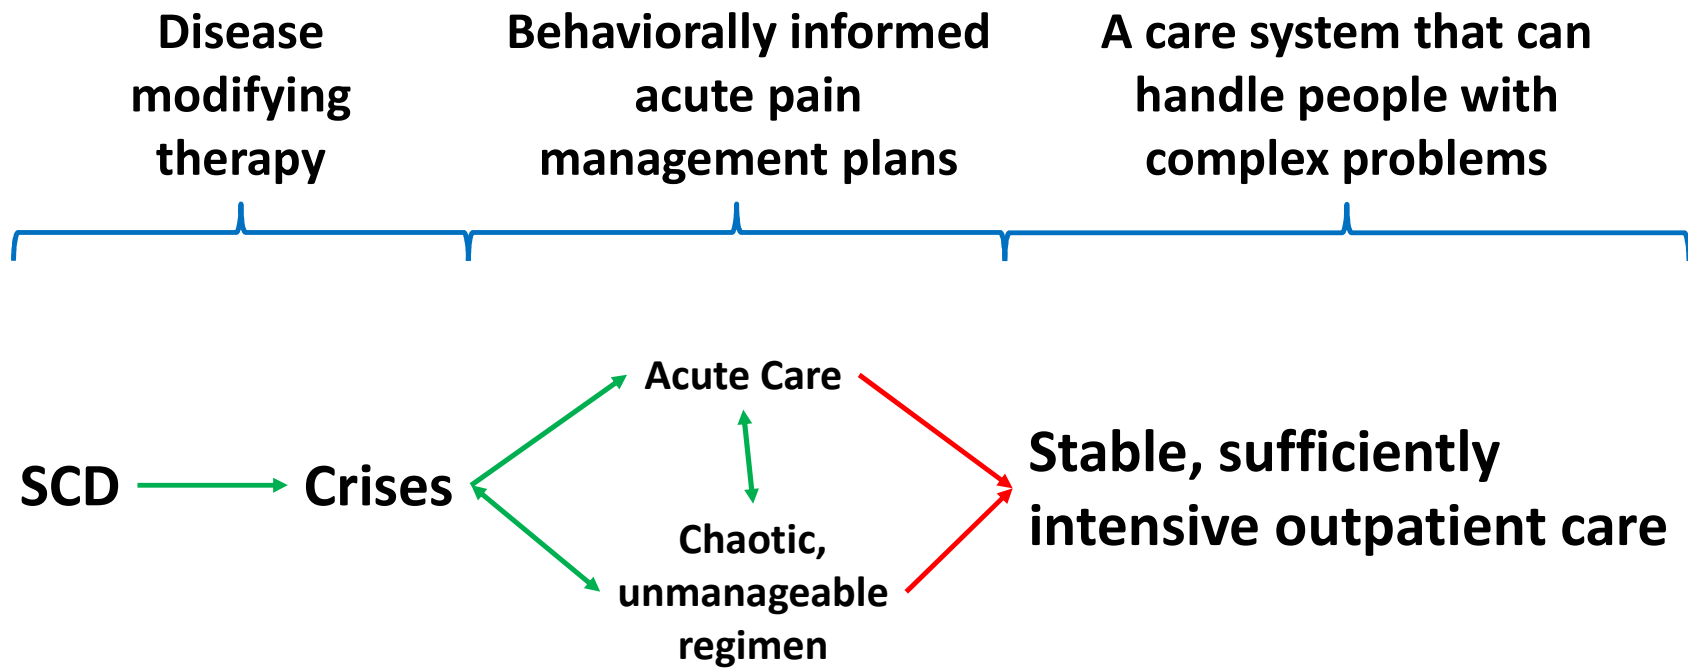 Disease
modifying
therapy
Behaviorally informed
acute pain
management plans
A care system that can
handle people with
complex problems
SCD
Crises
Acute Care
Chaotic,
unmanageable
regimen
Stable, sufficiently
intensive outpatient care